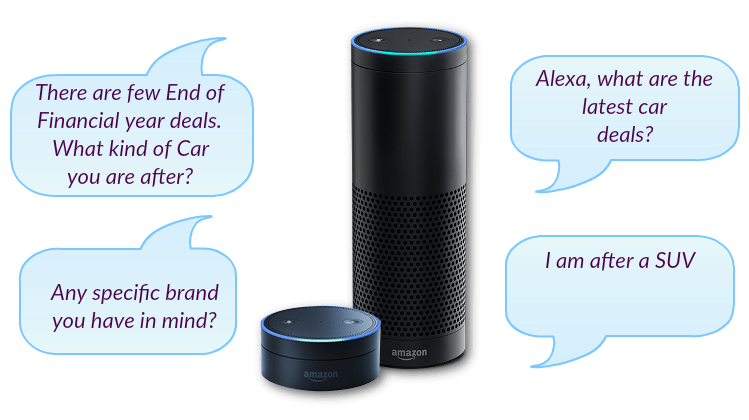 Alexa, what are the
latest car
deals?
There are few End of
Financial year deals.
What kind of Car
you are after?
I am after a SUV
Any specific brand
you have in mind?
amazon
amazon